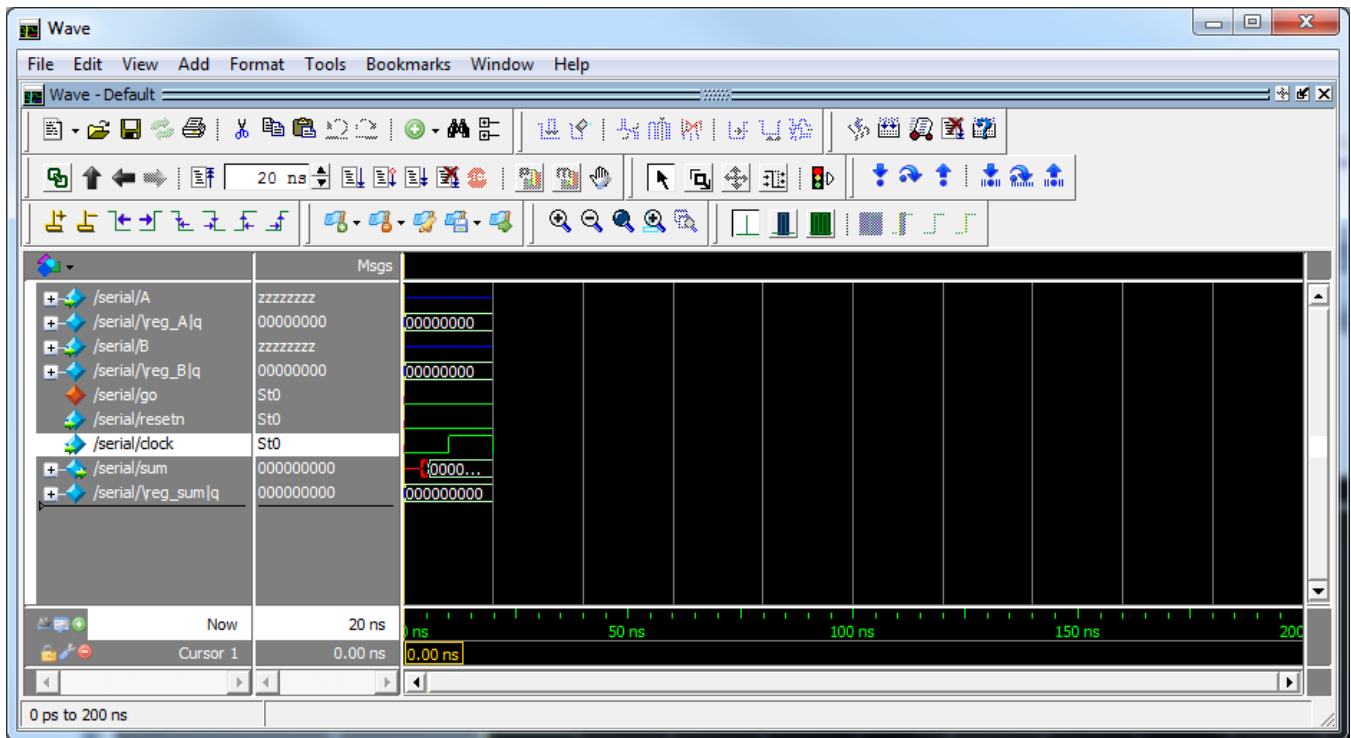 Wave
File Edit View Add Format Tools Bookmarks Window Help
Wave - Default
20 ns
Msgs
/serial/A zzzzzzzz
/serial/\reg_A|q 00000000 00000000
/serial/B zzzzzzzz
/serial/\reg_B|q 00000000 00000000
/serial/go St0
/serial/resetn St0
/serial/clock St0
/serial/sum 000000000 0000...
/serial/\reg_sum|q 000000000 000000000
Now 20 ns ns 50 ns 100 ns 150 ns 200
Cursor 1 0.00 ns 0.00 ns
0 ps to 200 ns